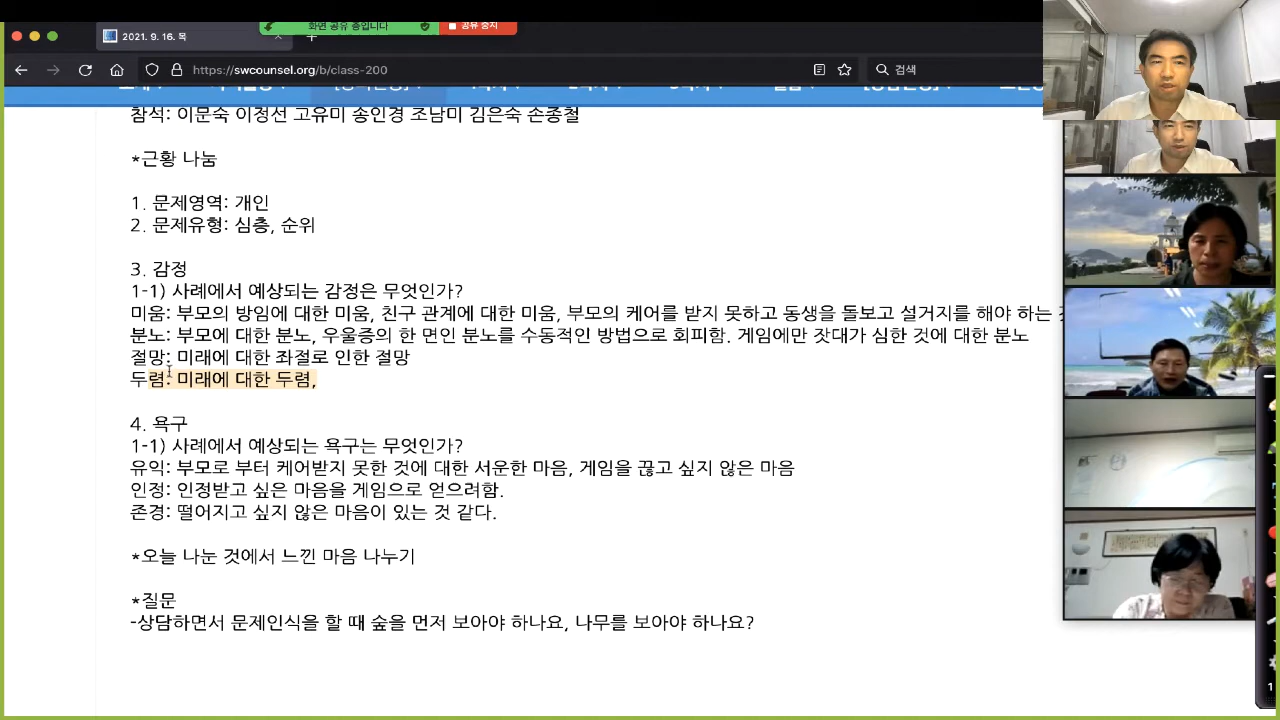 화면 공유 중입니다
공유 중지
2021. 9. 16. 목
https://swcounsel.org/b/class-200
검색
참석: 이문숙 이정선 고유미 송인경 조남미 김은숙 손종철
*근황 나눔
1. 문제영역: 개인
2. 문제유형: 심층, 순위
3. 감정
1-1) 사례에서 예상되는 감정은 무엇인가?
미움: 부모의 방임에 대한 미움, 친구 관계에 대한 미움, 부모의 케어를 받지 못하고 동생을 돌보고 설거지를 해야 하는
분노: 부모에 대한 분노, 우울증의 한 면인 분노를 수동적인 방법으로 회피함. 게임에만 잣대가 심한 것에 대한 분노
절망: 미래에 대한 좌절로 인한 절망
두렴: 미래에 대한 두렴,
4. 욕구
1-1) 사례에서 예상되는 욕구는 무엇인가?
유익: 부모로 부터 케어받지 못한 것에 대한 서운한 마음, 게임을 끊고 싶지 않은 마음
인정: 인정받고 싶은 마음을 게임으로 얻으려함.
존경: 떨어지고 싶지 않은 마음이 있는 것 같다.
*오늘 나눈 것에서 느낀 마음 나누기
*질문
-상담하면서 문제인식을 할 때 숲을 먼저 보아야 하나요, 나무를 보아야 하나요?